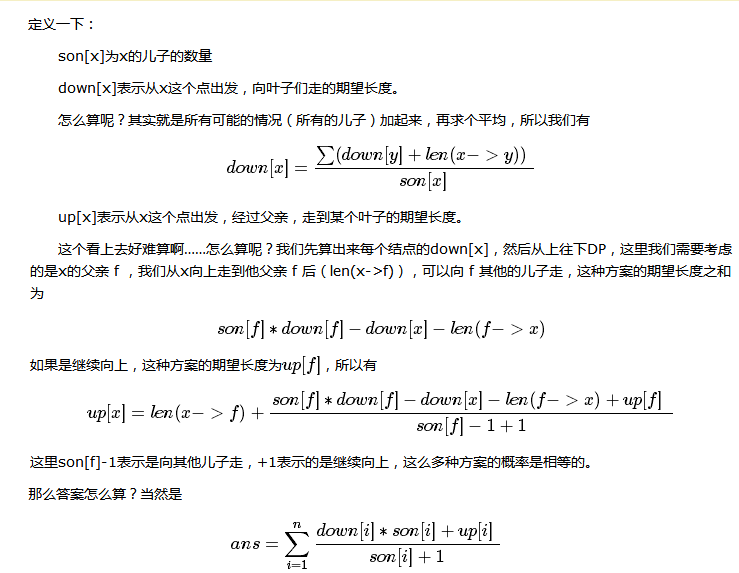 定义一下：
son[x]为x的儿子的数量
down[x]表示从x这个点出发，向叶子们走的期望长度。
怎么算呢？其实就是所有可能的情况（所有的儿子）加起来，再求个平均，所以我们有
down[x] = \frac{\sum(down[y] + len(x->y))}{son[x]}
up[x]表示从x这个点出发，经过父亲，走到某个叶子的期望长度。
这个看上去好难算啊......怎么算呢？我们先算出来每个结点的down[x]，然后从上往下DP，这里我们需要考虑
的是x的父亲 f ，我们从x向上走到他父亲 f 后（len(x->f)），可以向 f 其他的儿子走，这种方案的期望长度之和
为
son[f] * down[f] - down[x] - len(f->x)
如果是继续向上，这种方案的期望长度为up[f]，所以有
up[x] = len(x->f) + \frac{son[f] * down[f] - down[x] - len(f->x) + up[f]}{son[f] - 1 + 1}
这里son[f]-1表示是向其他儿子走，+1表示的是继续向上，这么多种方案的概率是相等的。
那么答案怎么算？当然是
ans = \sum_{i=1}^{n} \frac{down[i] * son[i] + up[i]}{son[i] + 1}